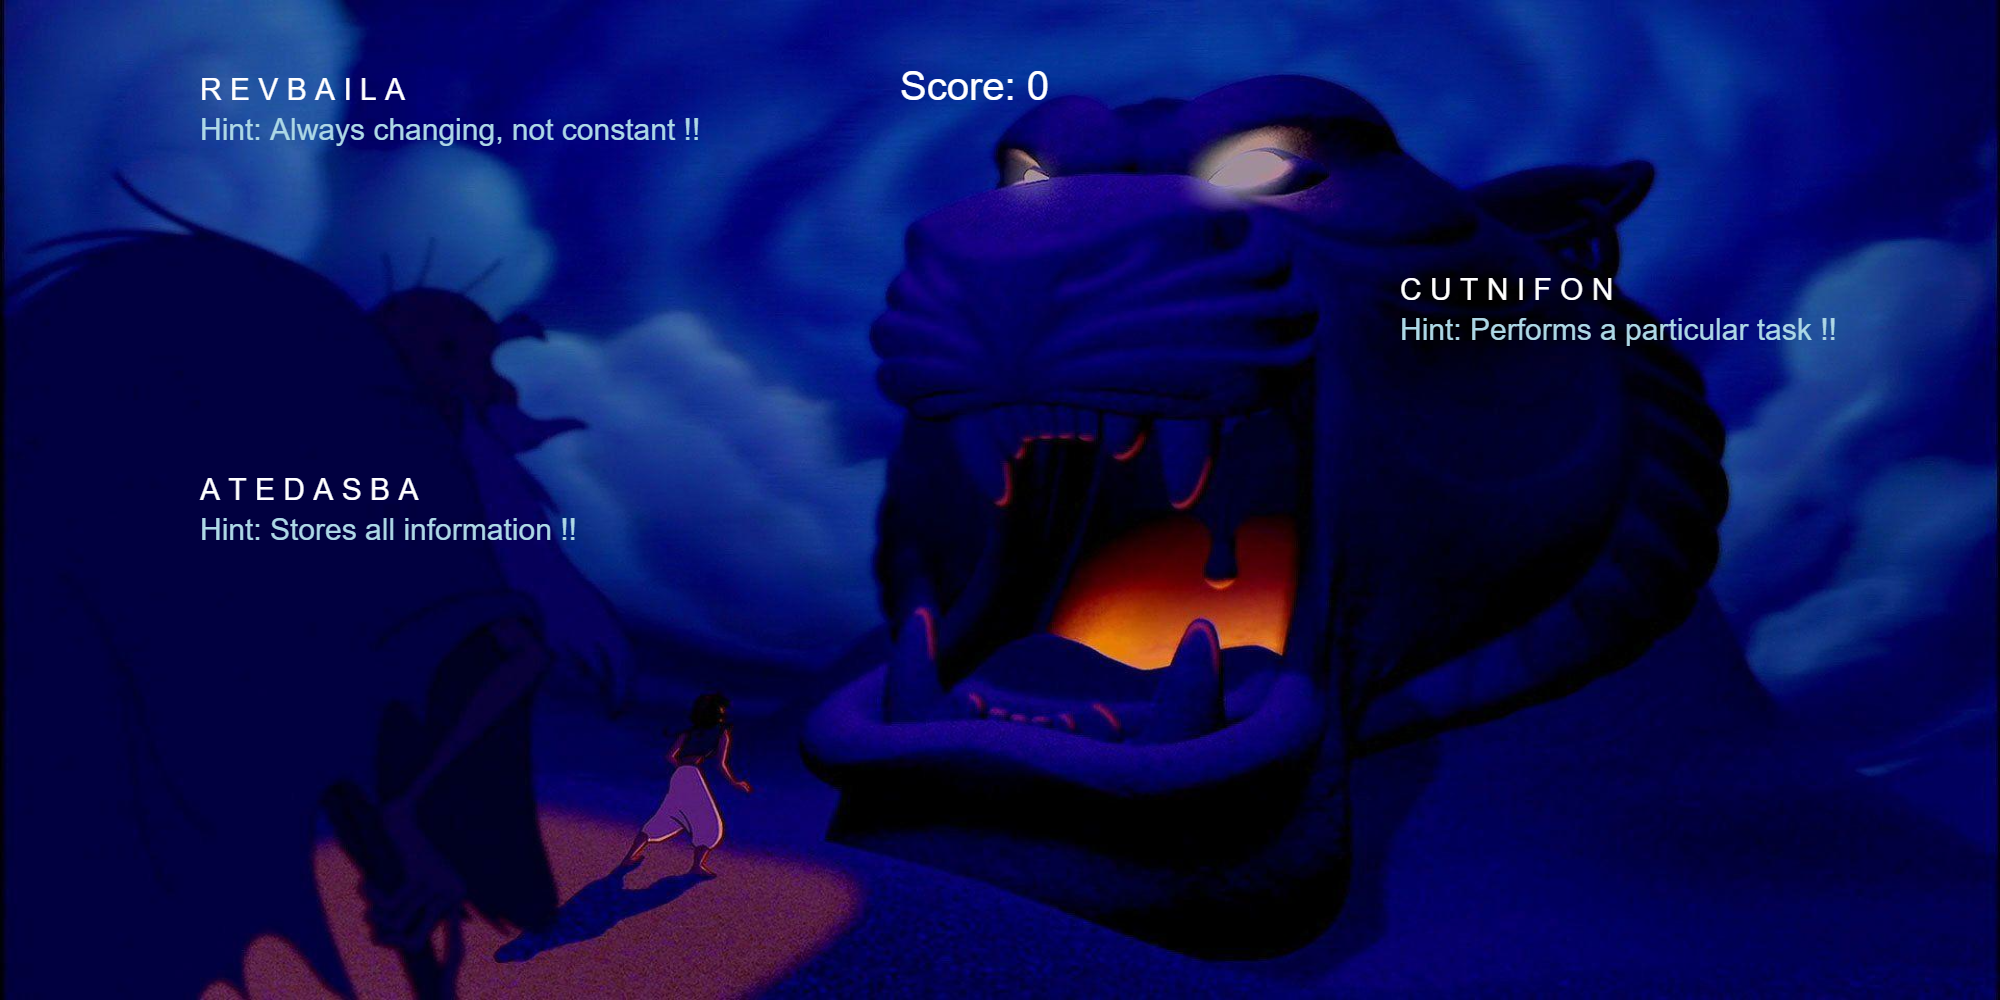 REVBAILA
Hint: Always changing, not constant !!
Score: 0
CUTNIFON
Hint: Performs a particular task !!
ATEDASBA
Hint: Stores all information !!